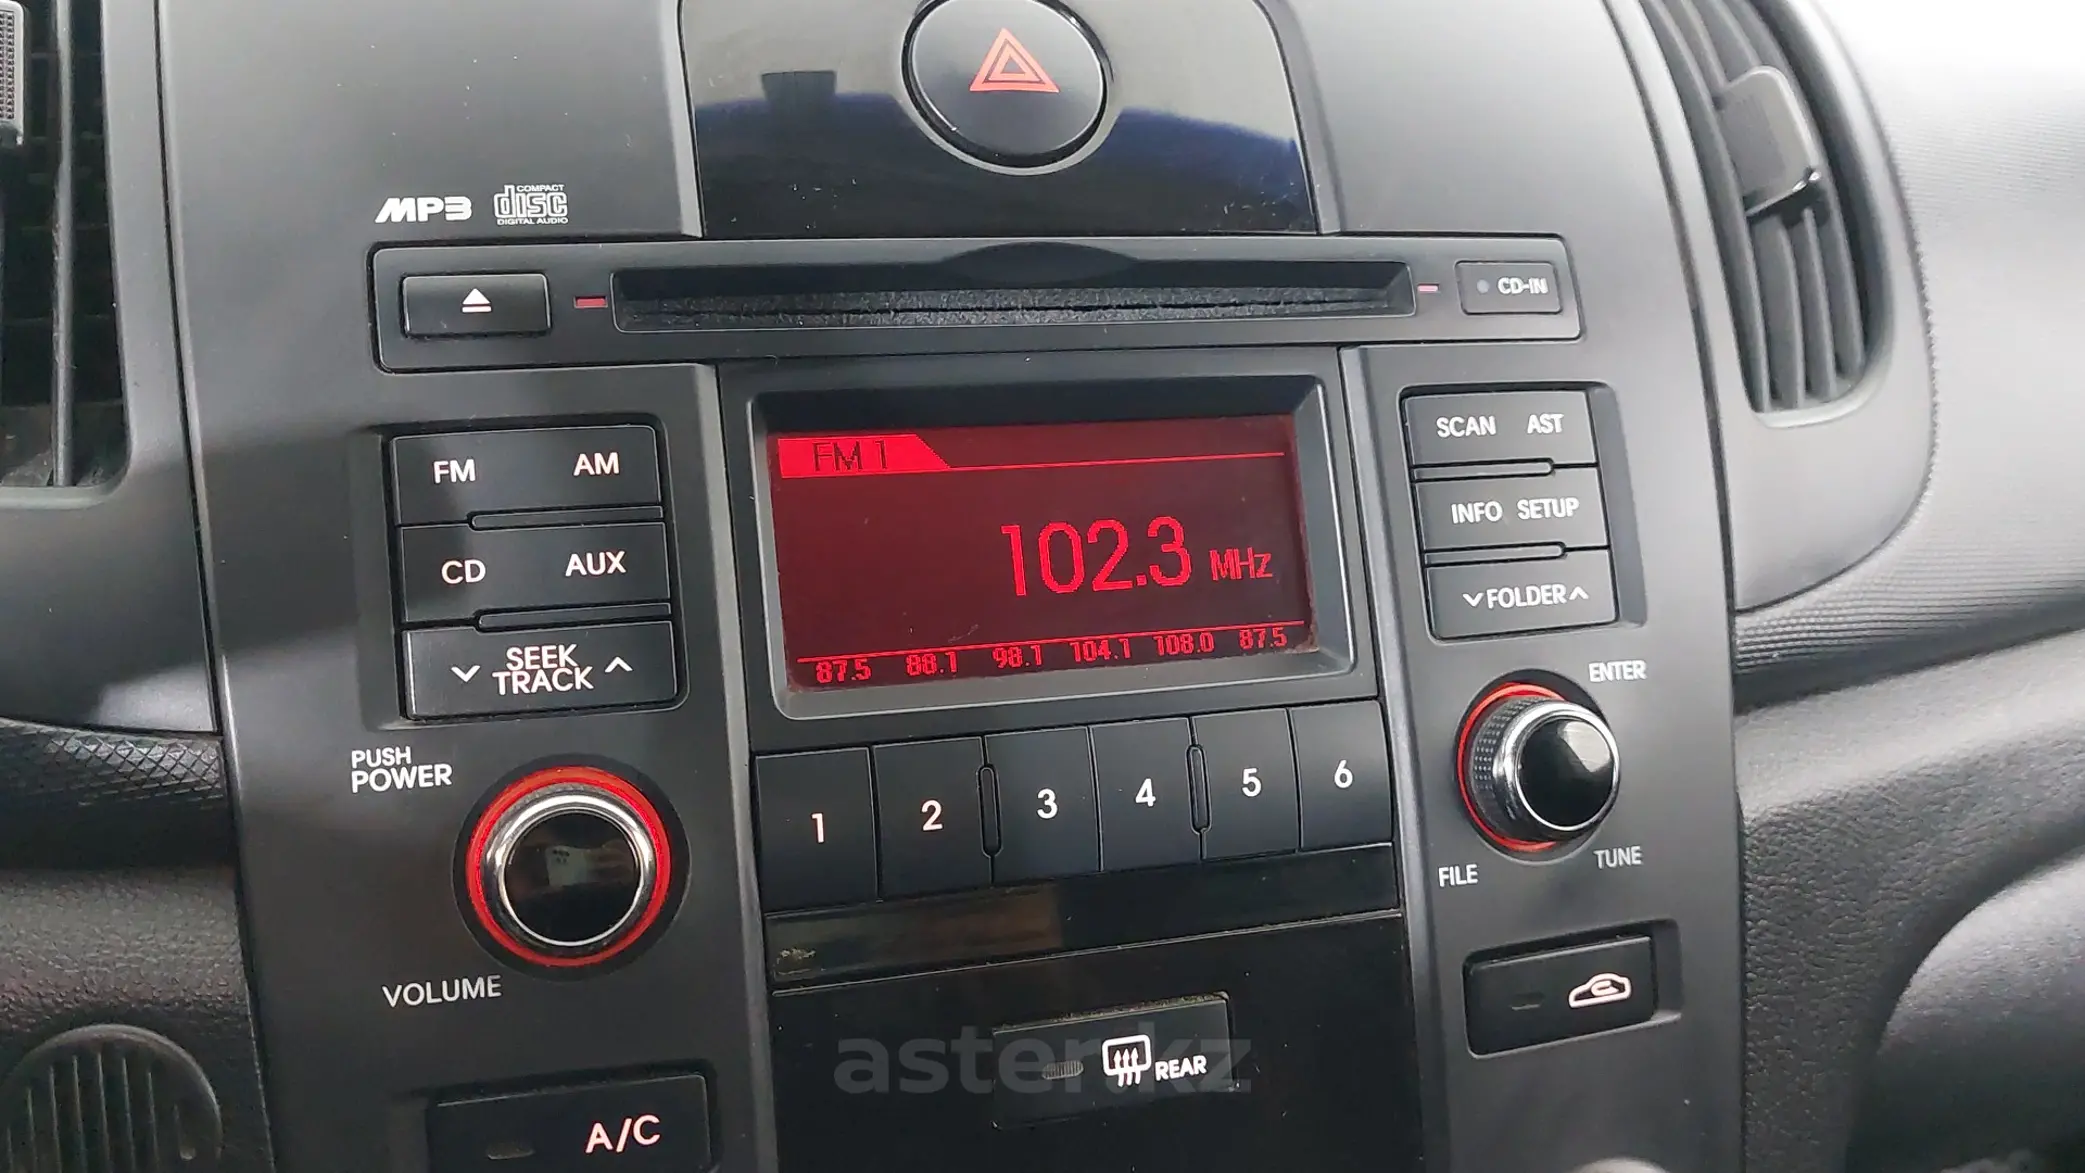 MP3 COMPACT disc DIGITAL AUDIO
CD-IN
FM AM
CD AUX
SEEK
TRACK
PUSH
POWER
VOLUME
FM 1
102.3 MHz
87.5 88.1 98.1 104.1 108.0 87.5
1 2 3 4 5 6
SCAN AST
INFO SETUP
FOLDER
ENTER
FILE TUNE
REAR
A/C
aster.kz